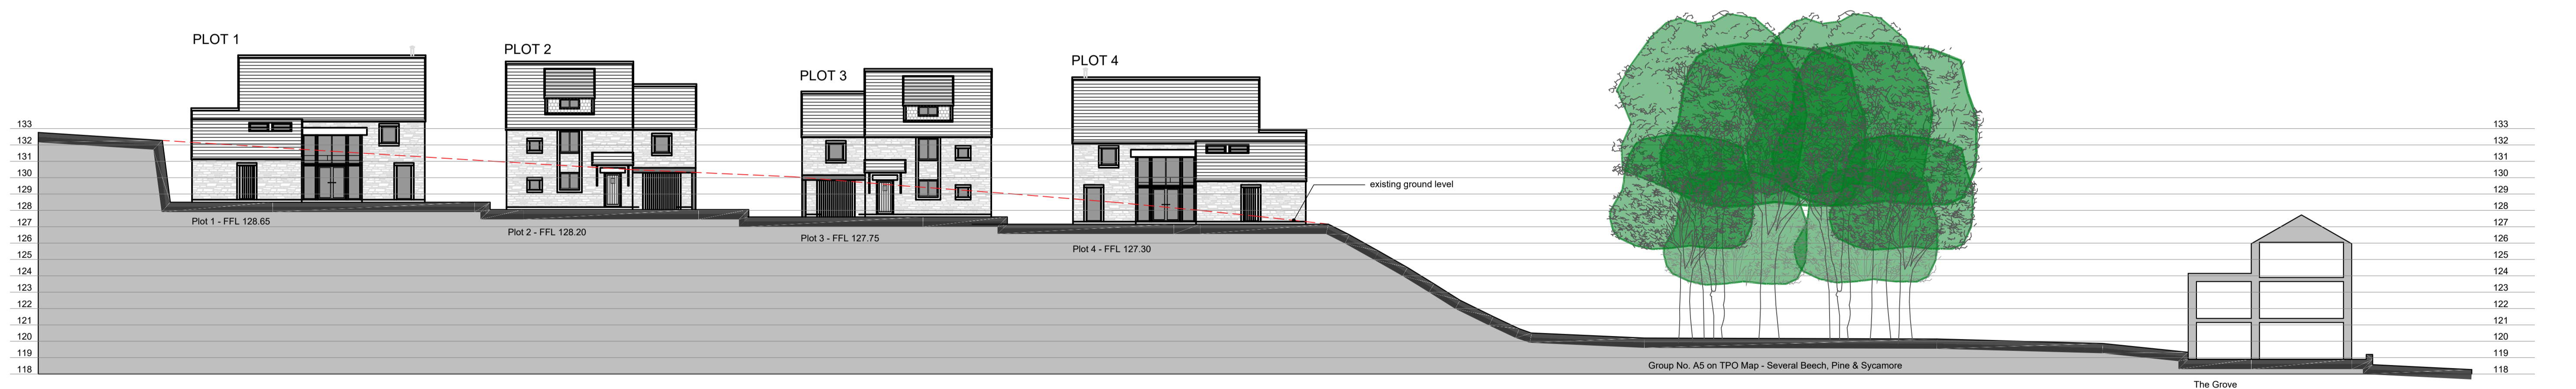 PLOT 1
PLOT 2
PLOT 3
PLOT 4
133
132
131
130
129
128
127
126
125
124
123
122
121
120
119
118
133
132
131
130
129
128
127
126
125
124
123
122
121
120
119
118
existing ground level
Plot 1 - FFL 128.65
Plot 2 - FFL 128.20
Plot 3 - FFL 127.75
Plot 4 - FFL 127.30
Group No. A5 on TPO Map - Several Beech, Pine & Sycamore
The Grove